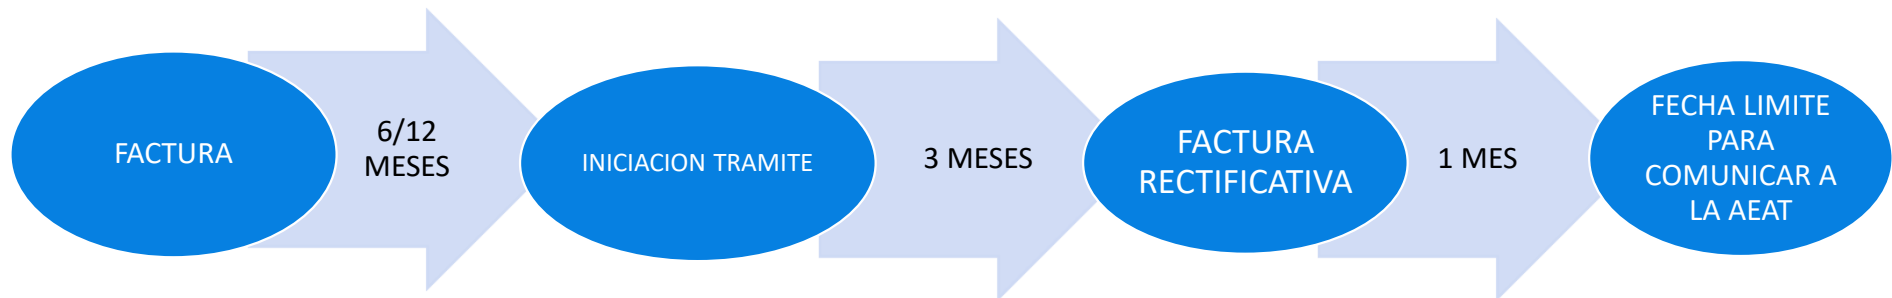 FACTURA
6/12
MESES
INICIACION TRAMITE
3 MESES
FACTURA
RECTIFICATIVA
1 MES
FECHA LIMITE
PARA
COMUNICAR A
LA AEAT